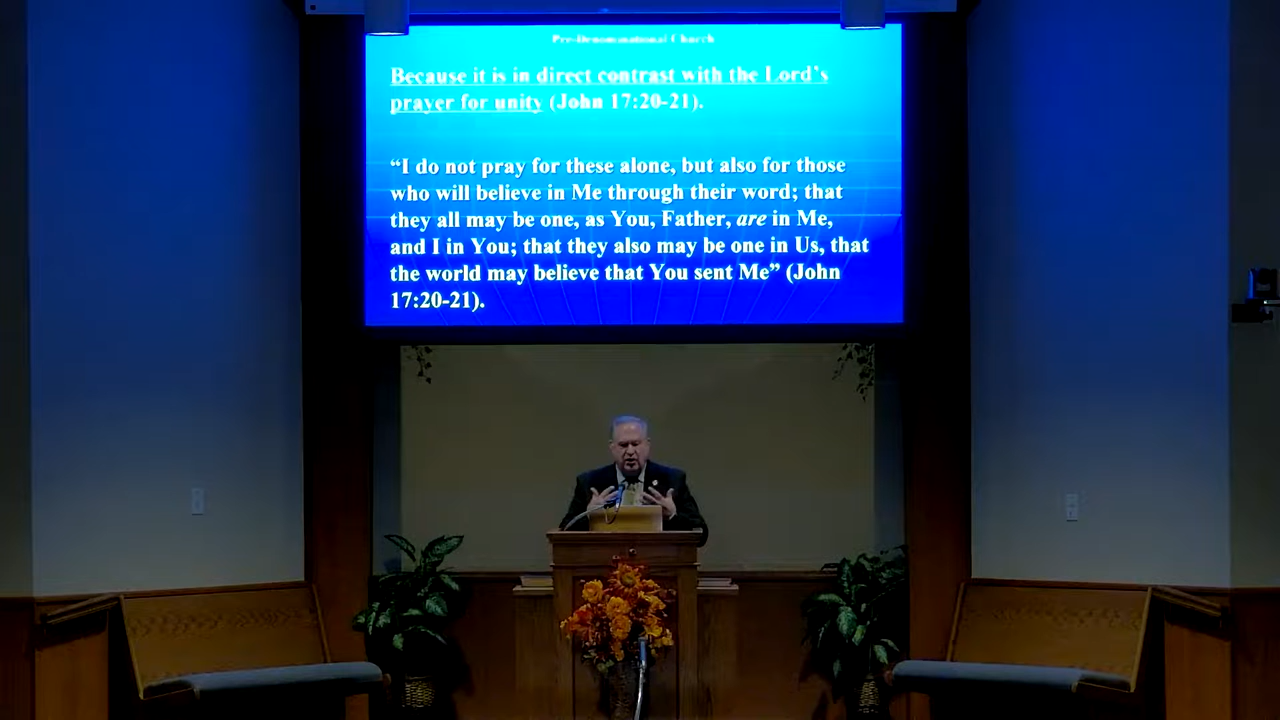 Pre-Denominational Church
Because it is in direct contrast with the Lord's
prayer for unity (John 17:20-21).
“I do not pray for these alone, but also for those
who will believe in Me through their word; that
they all may be one, as You, Father, are in Me,
and I in You; that they also may be one in Us, that
the world may believe that You sent Me” (John
17:20-21).